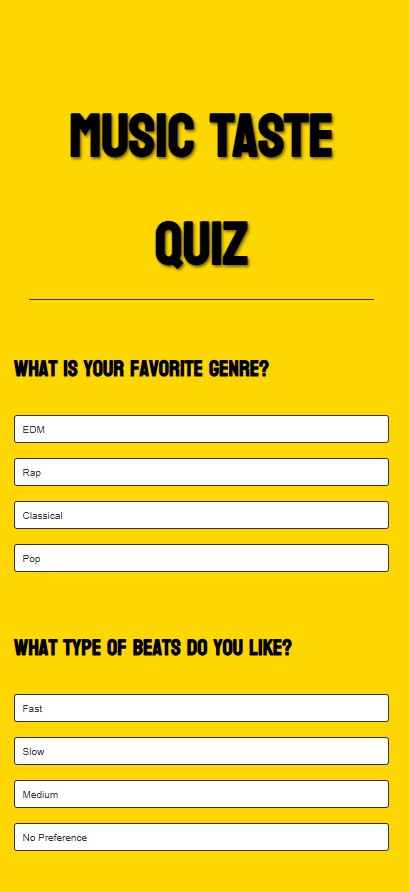 MUSIC TASTE
QUIZ
WHAT IS YOUR FAVORITE GENRE?
EDM
Rap
Classical
Pop
WHAT TYPE OF BEATS DO YOU LIKE?
Fast
Slow
Medium
No Preference